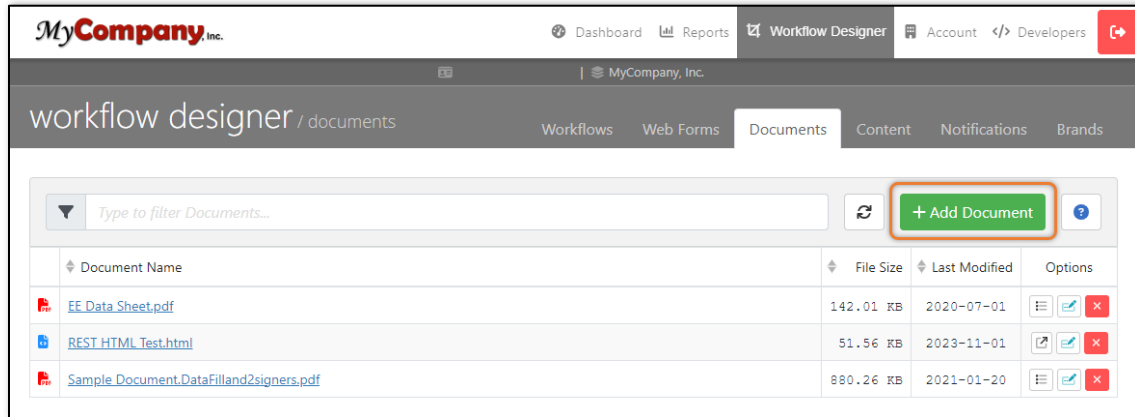 MyCompany, Inc.
Dashboard Reports Workflow Designer Account </> Developers
| MyCompany, Inc.
workflow designer / documents
Workflows Web Forms Documents Content Notifications Brands
Type to filter Documents...
+ Add Document ?
Document Name File Size Last Modified Options
PDF EE Data Sheet.pdf 142.01 KB 2020-07-01
REST HTML Test.html 51.56 KB 2023-11-01
PDF Sample Document.DataFilland2signers.pdf 880.26 KB 2021-01-20